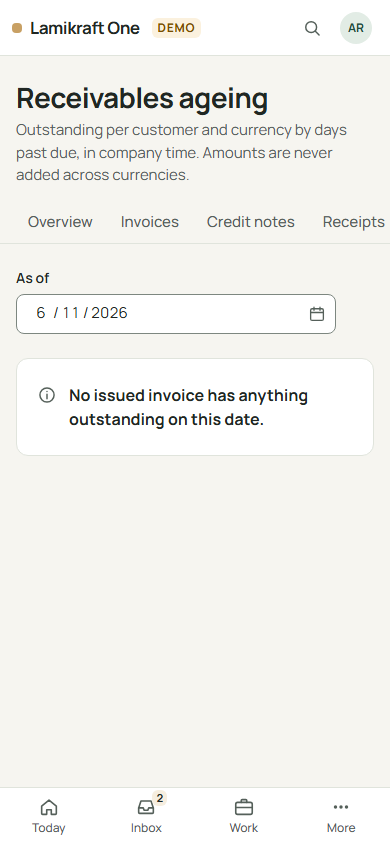 Lamikraft One DEMO AR
Receivables ageing
Outstanding per customer and currency by days
past due, in company time. Amounts are never
added across currencies.
Overview Invoices Credit notes Receipts
As of
6 / 11 / 2026
No issued invoice has anything
outstanding on this date.
2
Today Inbox Work More